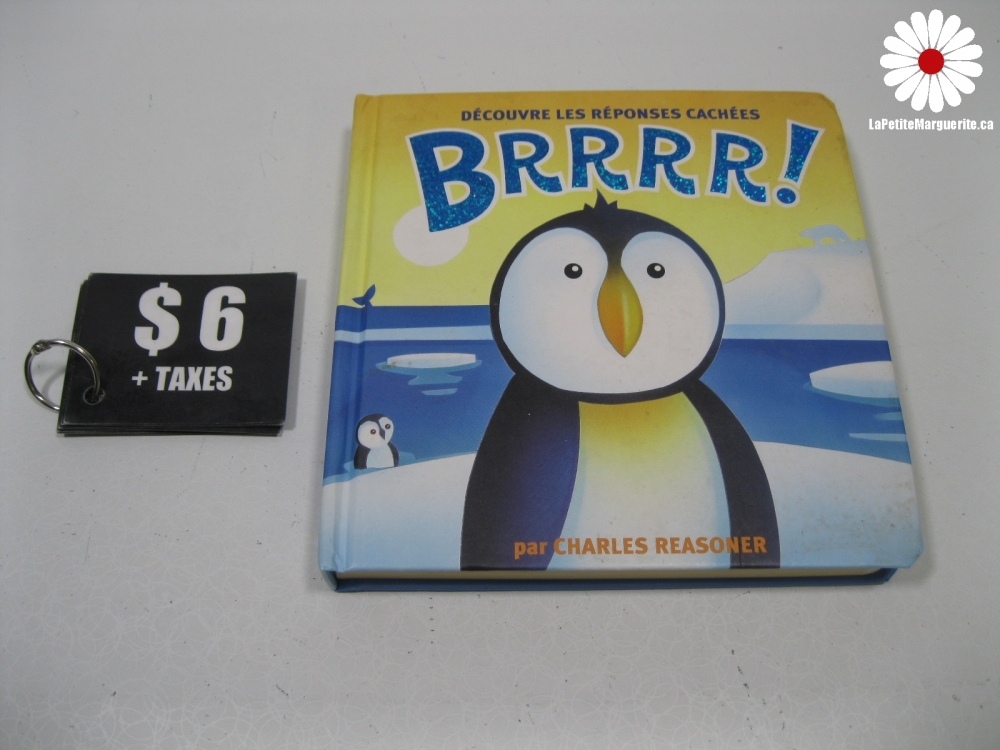 LaPetiteMarguerite.ca
DÉCOUVRE LES RÉPONSES CACHÉES
BRRRR!
$ 6
+ TAXES
par CHARLES REASONER